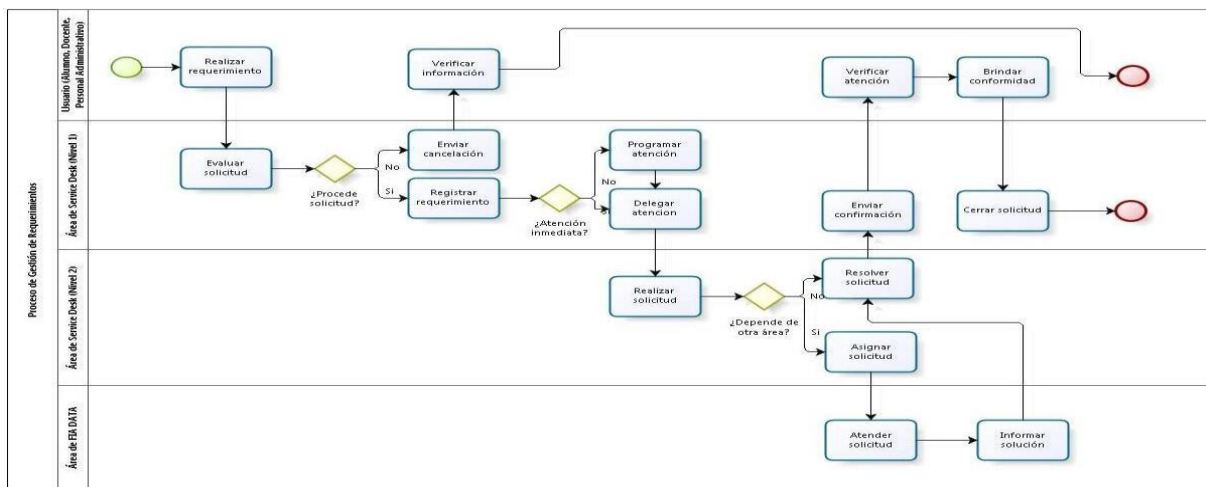 Proceso de Gestión de Requerimientos
Usuario (Alumno, Docente,
Personal Administrativo)
Realizar
requerimiento
Verificar
información
Verificar
atención
Brindar
conformidad
Área de Service Desk (Nivel 1)
Evaluar
solicitud
¿Procede
solicitud?
No
Si
Enviar
cancelación
Registrar
requerimiento
¿Atención
inmediata?
No
Si
Programar
atención
Delegar
atencion
Enviar
confirmación
Cerrar solicitud
Área de Service Desk (Nivel 2)
Realizar
solicitud
¿Depende de
otra área?
No
Si
Resolver
solicitud
Asignar
solicitud
Área de FIA DATA
Atender
solicitud
Informar
solución